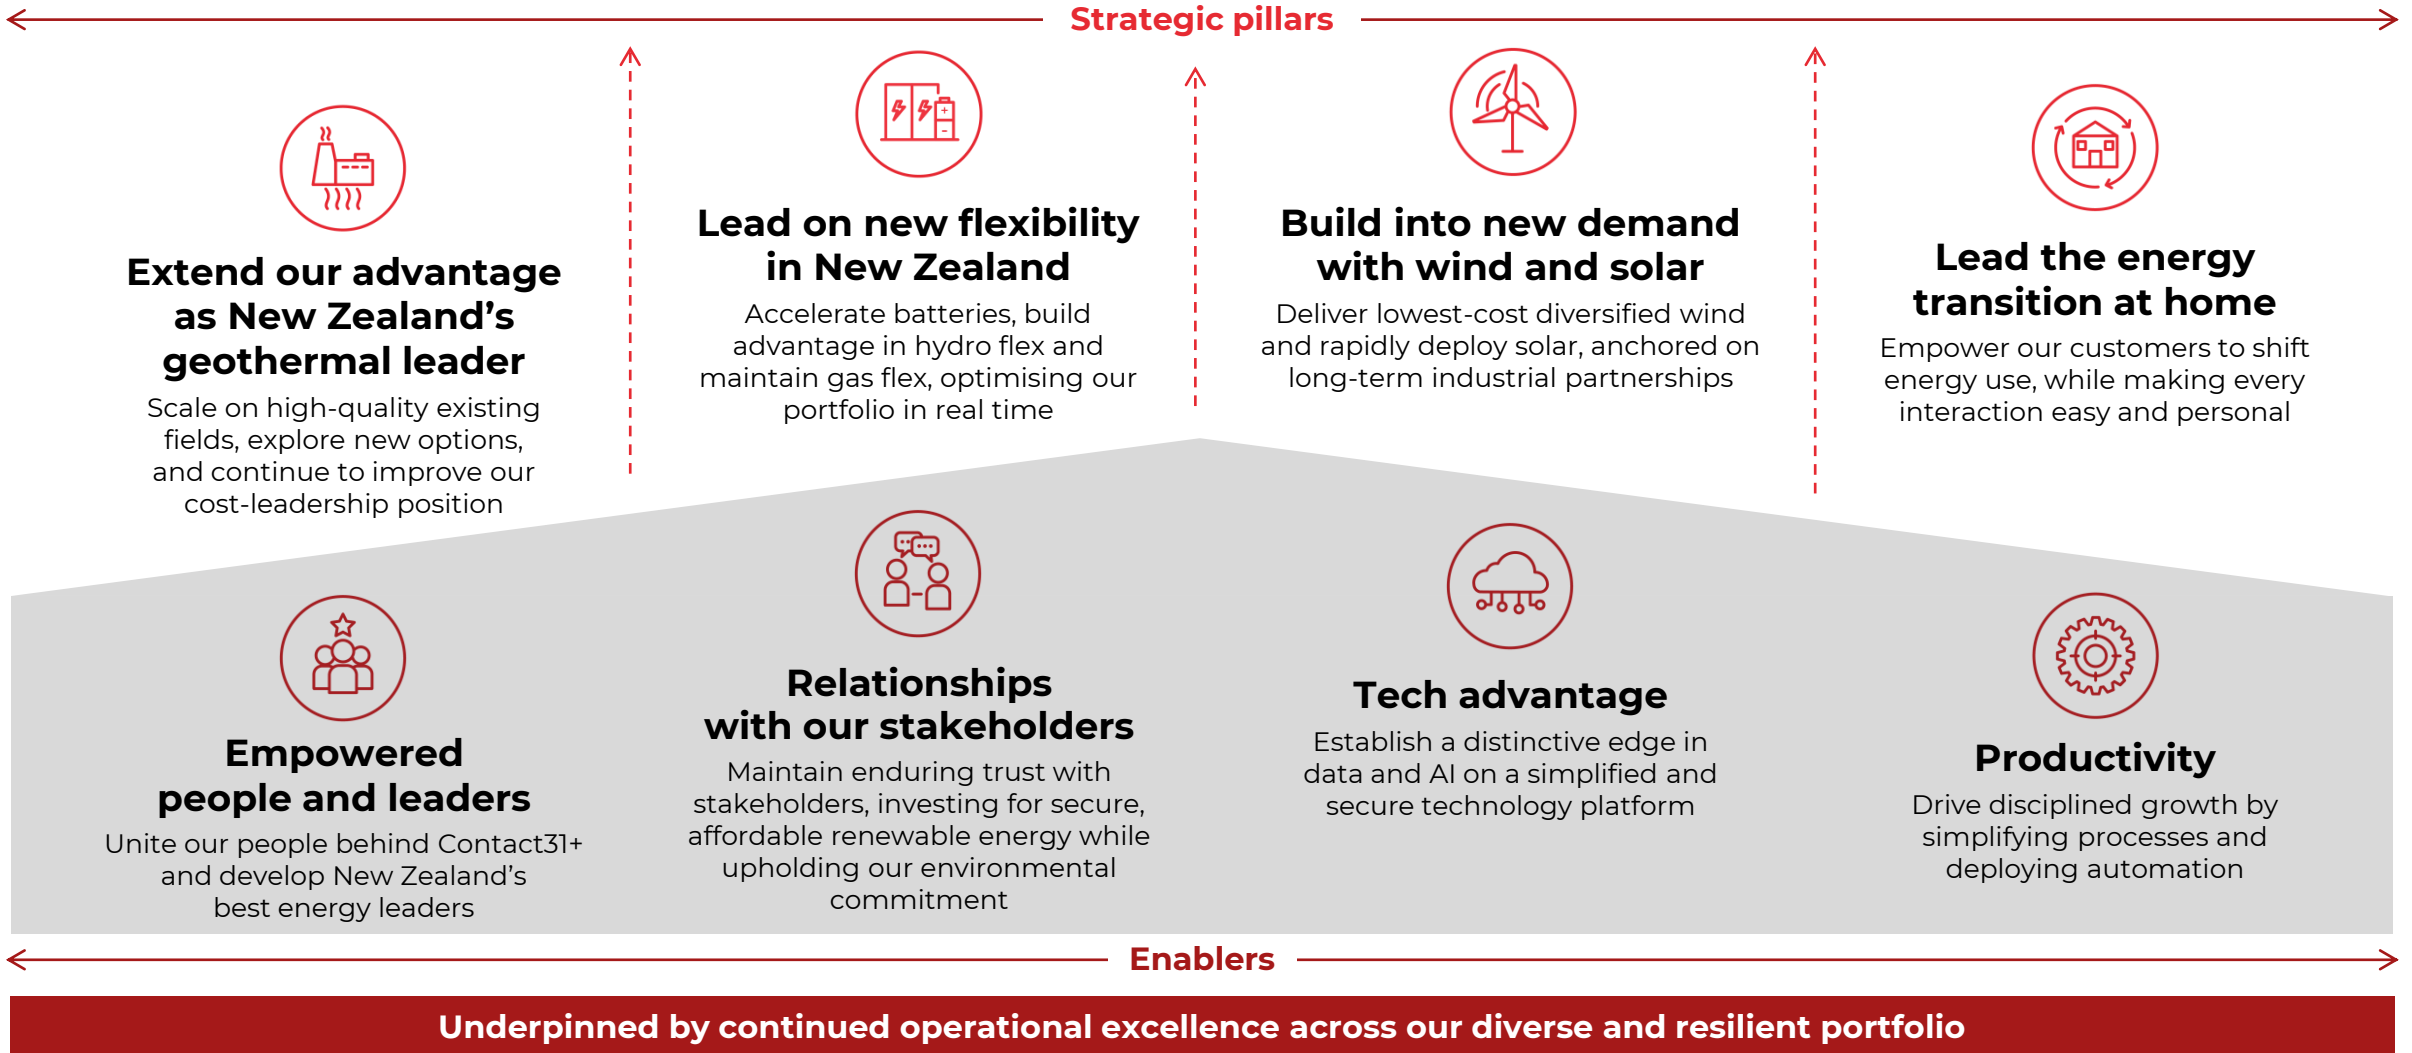 Strategic pillars
Extend our advantage
as New Zealand’s
geothermal leader
Scale on high-quality existing
fields, explore new options,
and continue to improve our
cost-leadership position
Lead on new flexibility
in New Zealand
Accelerate batteries, build
advantage in hydro flex and
maintain gas flex, optimising our
portfolio in real time
Build into new demand
with wind and solar
Deliver lowest-cost diversified wind
and rapidly deploy solar, anchored on
long-term industrial partnerships
Lead the energy
transition at home
Empower our customers to shift
energy use, while making every
interaction easy and personal
Empowered
people and leaders
Unite our people behind Contact31+
and develop New Zealand’s
best energy leaders
Relationships
with our stakeholders
Maintain enduring trust with
stakeholders, investing for secure,
affordable renewable energy while
upholding our environmental
commitment
Tech advantage
Establish a distinctive edge in
data and AI on a simplified and
secure technology platform
Productivity
Drive disciplined growth by
simplifying processes and
deploying automation
Enablers
Underpinned by continued operational excellence across our diverse and resilient portfolio